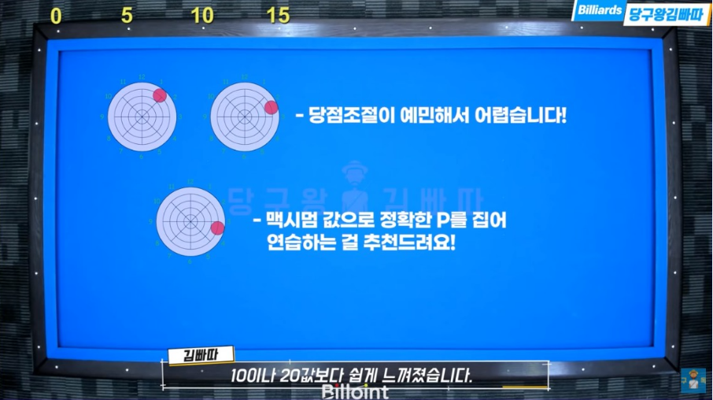 0 5 10 15
Billiards 당구왕김빠따
- 당점조절이 예민해서 어렵습니다!
당구왕 김빠따
- 맥시멈 값으로 정확한 P를 집어
연습하는 걸 추천드려요!
김빠따
10이나 20값보다 쉽게 느껴졌습니다.
Billoint